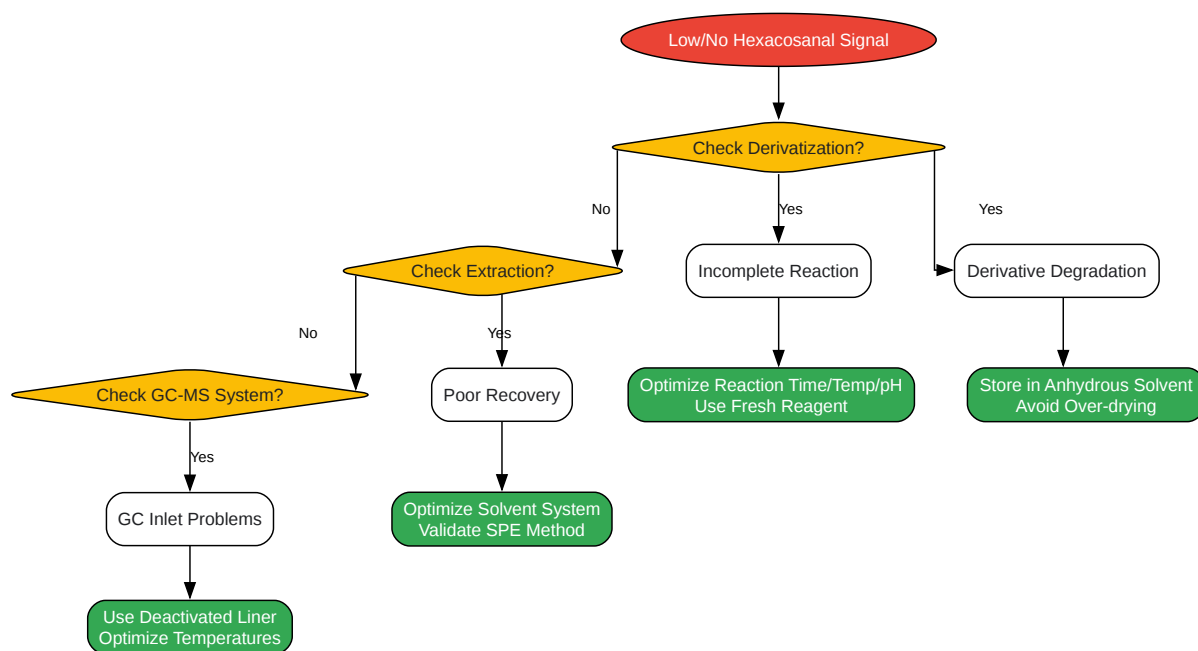 Low/No Hexacosanal Signal
Check Derivatization?
No
Yes
Yes
Check Extraction?
Incomplete Reaction
Derivative Degradation
No
Yes
Check GC-MS System?
Poor Recovery
Optimize Reaction Time/Temp/pH
Use Fresh Reagent
Store in Anhydrous Solvent
Avoid Over-drying
Yes
GC Inlet Problems
Optimize Solvent System
Validate SPE Method
Use Deactivated Liner
Optimize Temperatures